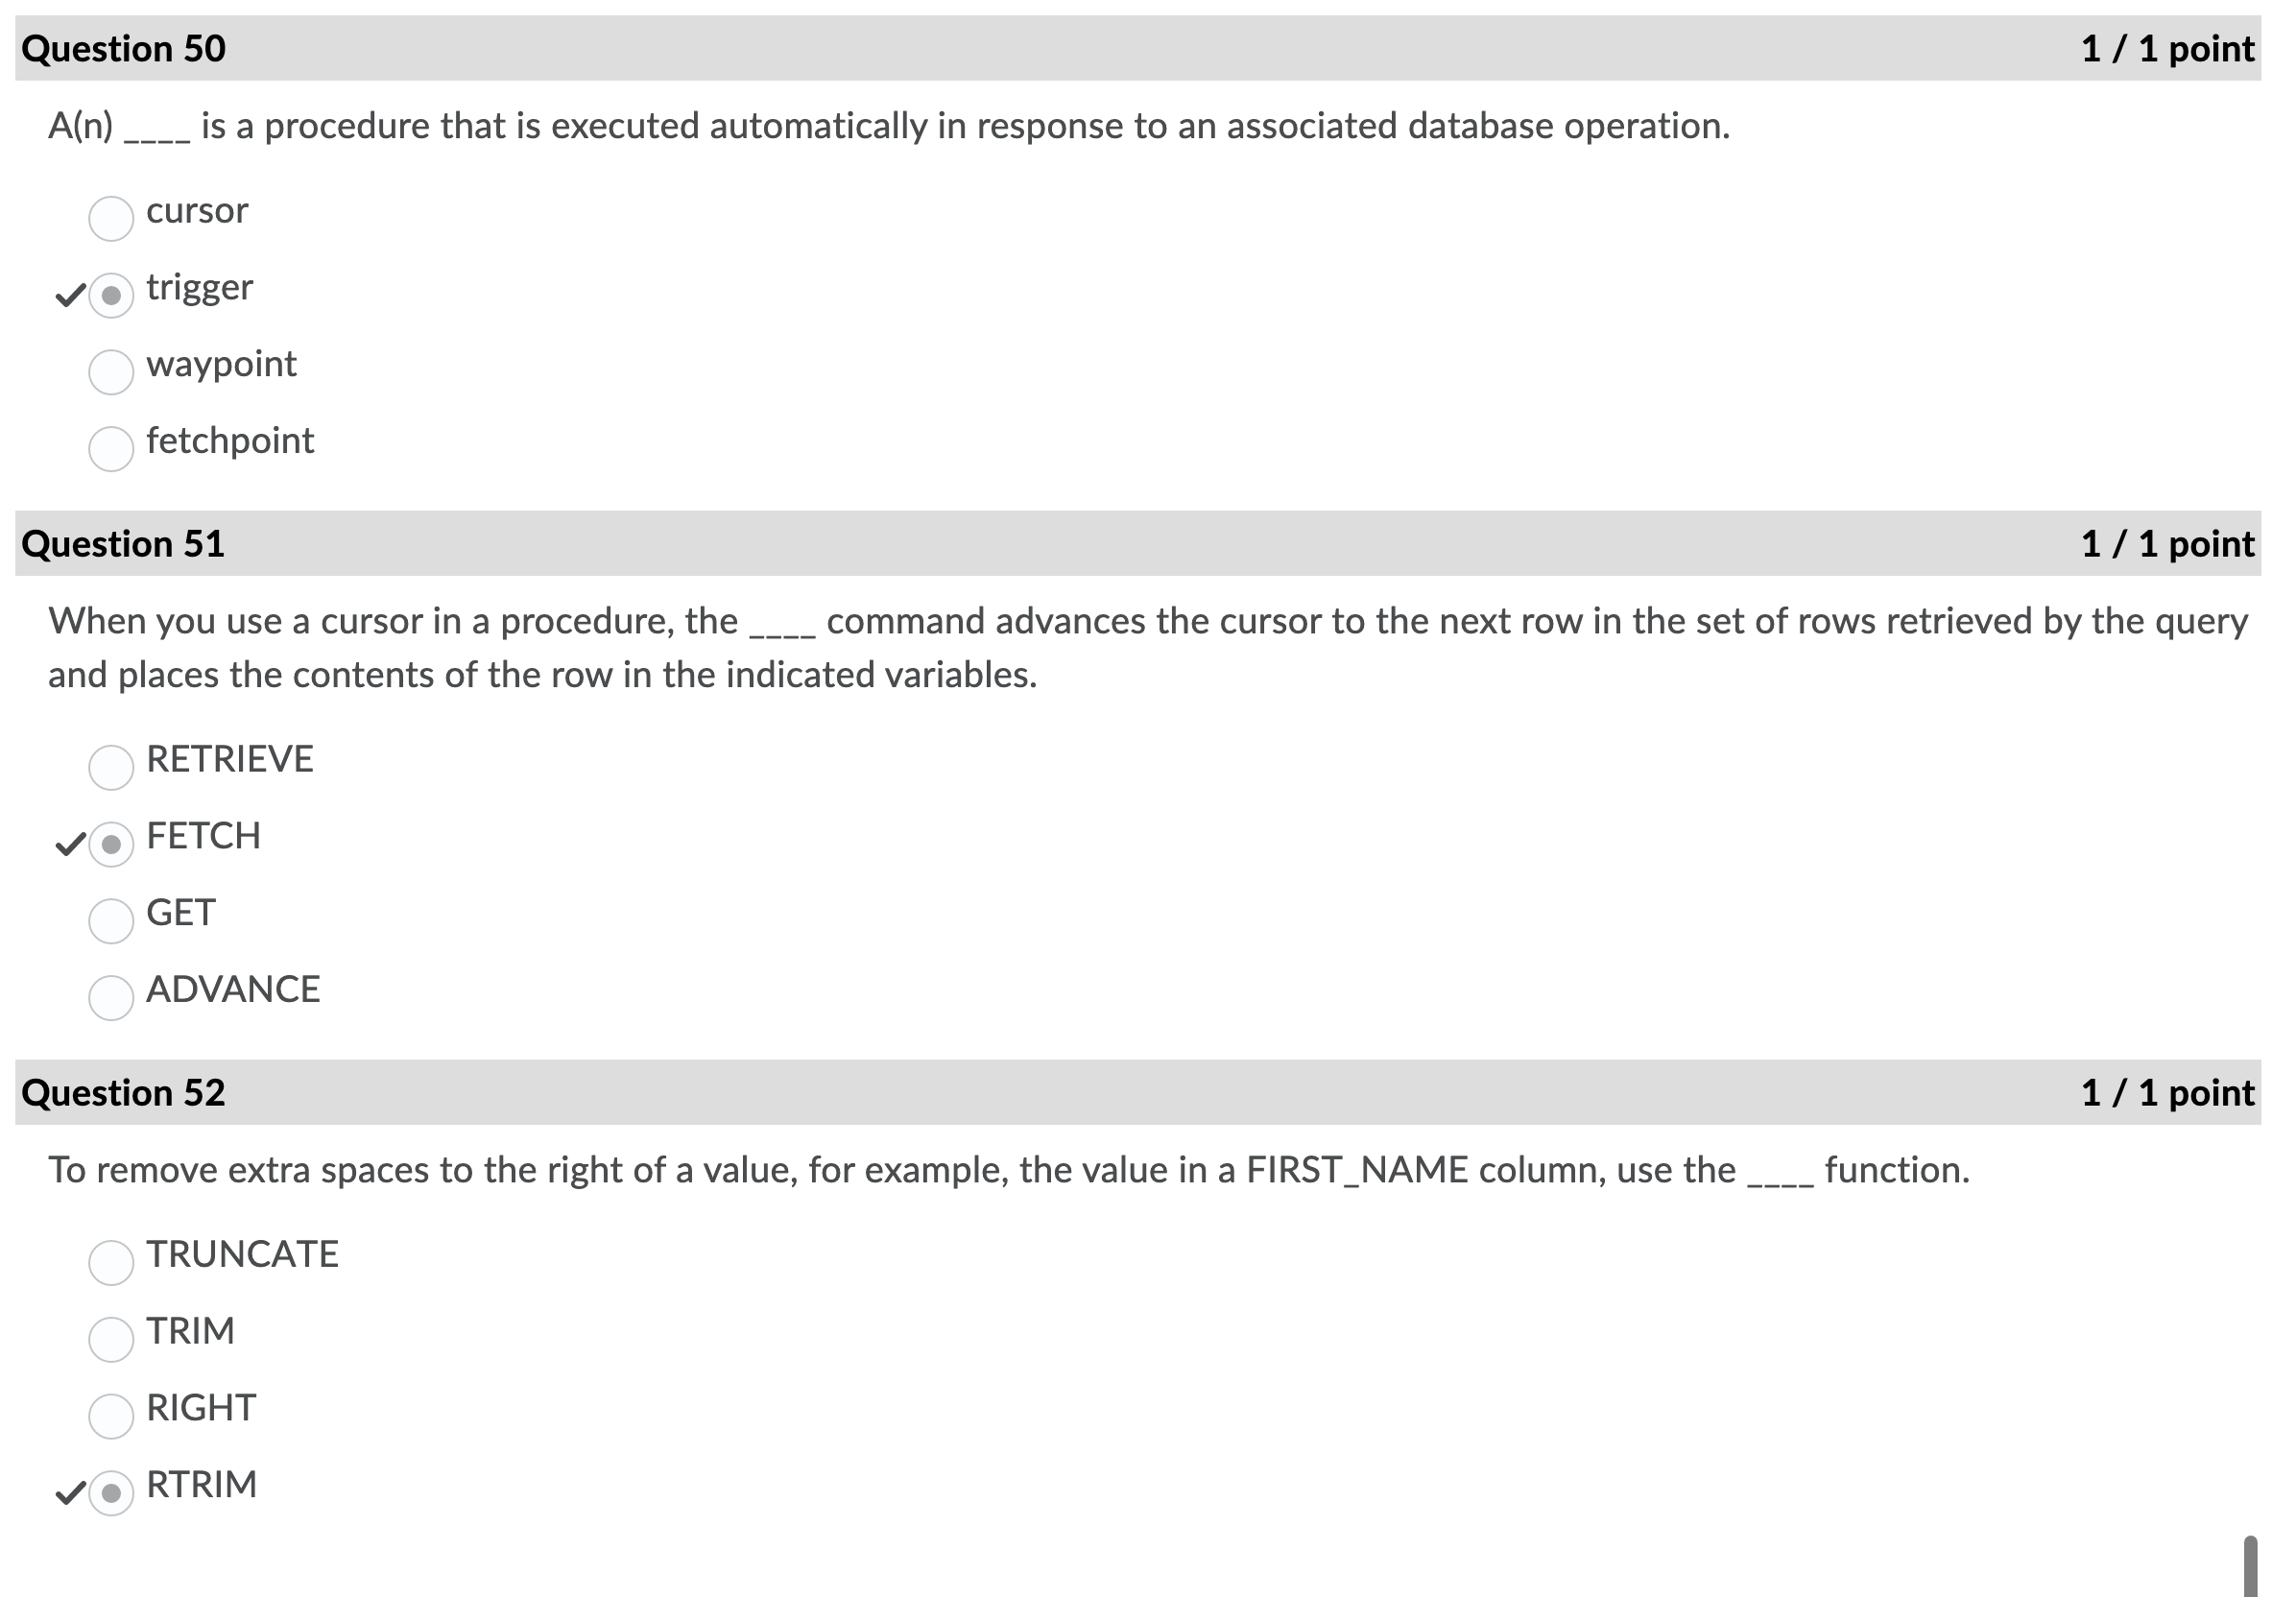 Question 50 1 / 1 point
A(n) ____ is a procedure that is executed automatically in response to an associated database operation.
cursor
trigger
waypoint
fetchpoint
Question 51 1 / 1 point
When you use a cursor in a procedure, the ____ command advances the cursor to the next row in the set of rows retrieved by the query
and places the contents of the row in the indicated variables.
RETRIEVE
FETCH
GET
ADVANCE
Question 52 1 / 1 point
To remove extra spaces to the right of a value, for example, the value in a FIRST_NAME column, use the ____ function.
TRUNCATE
TRIM
RIGHT
RTRIM